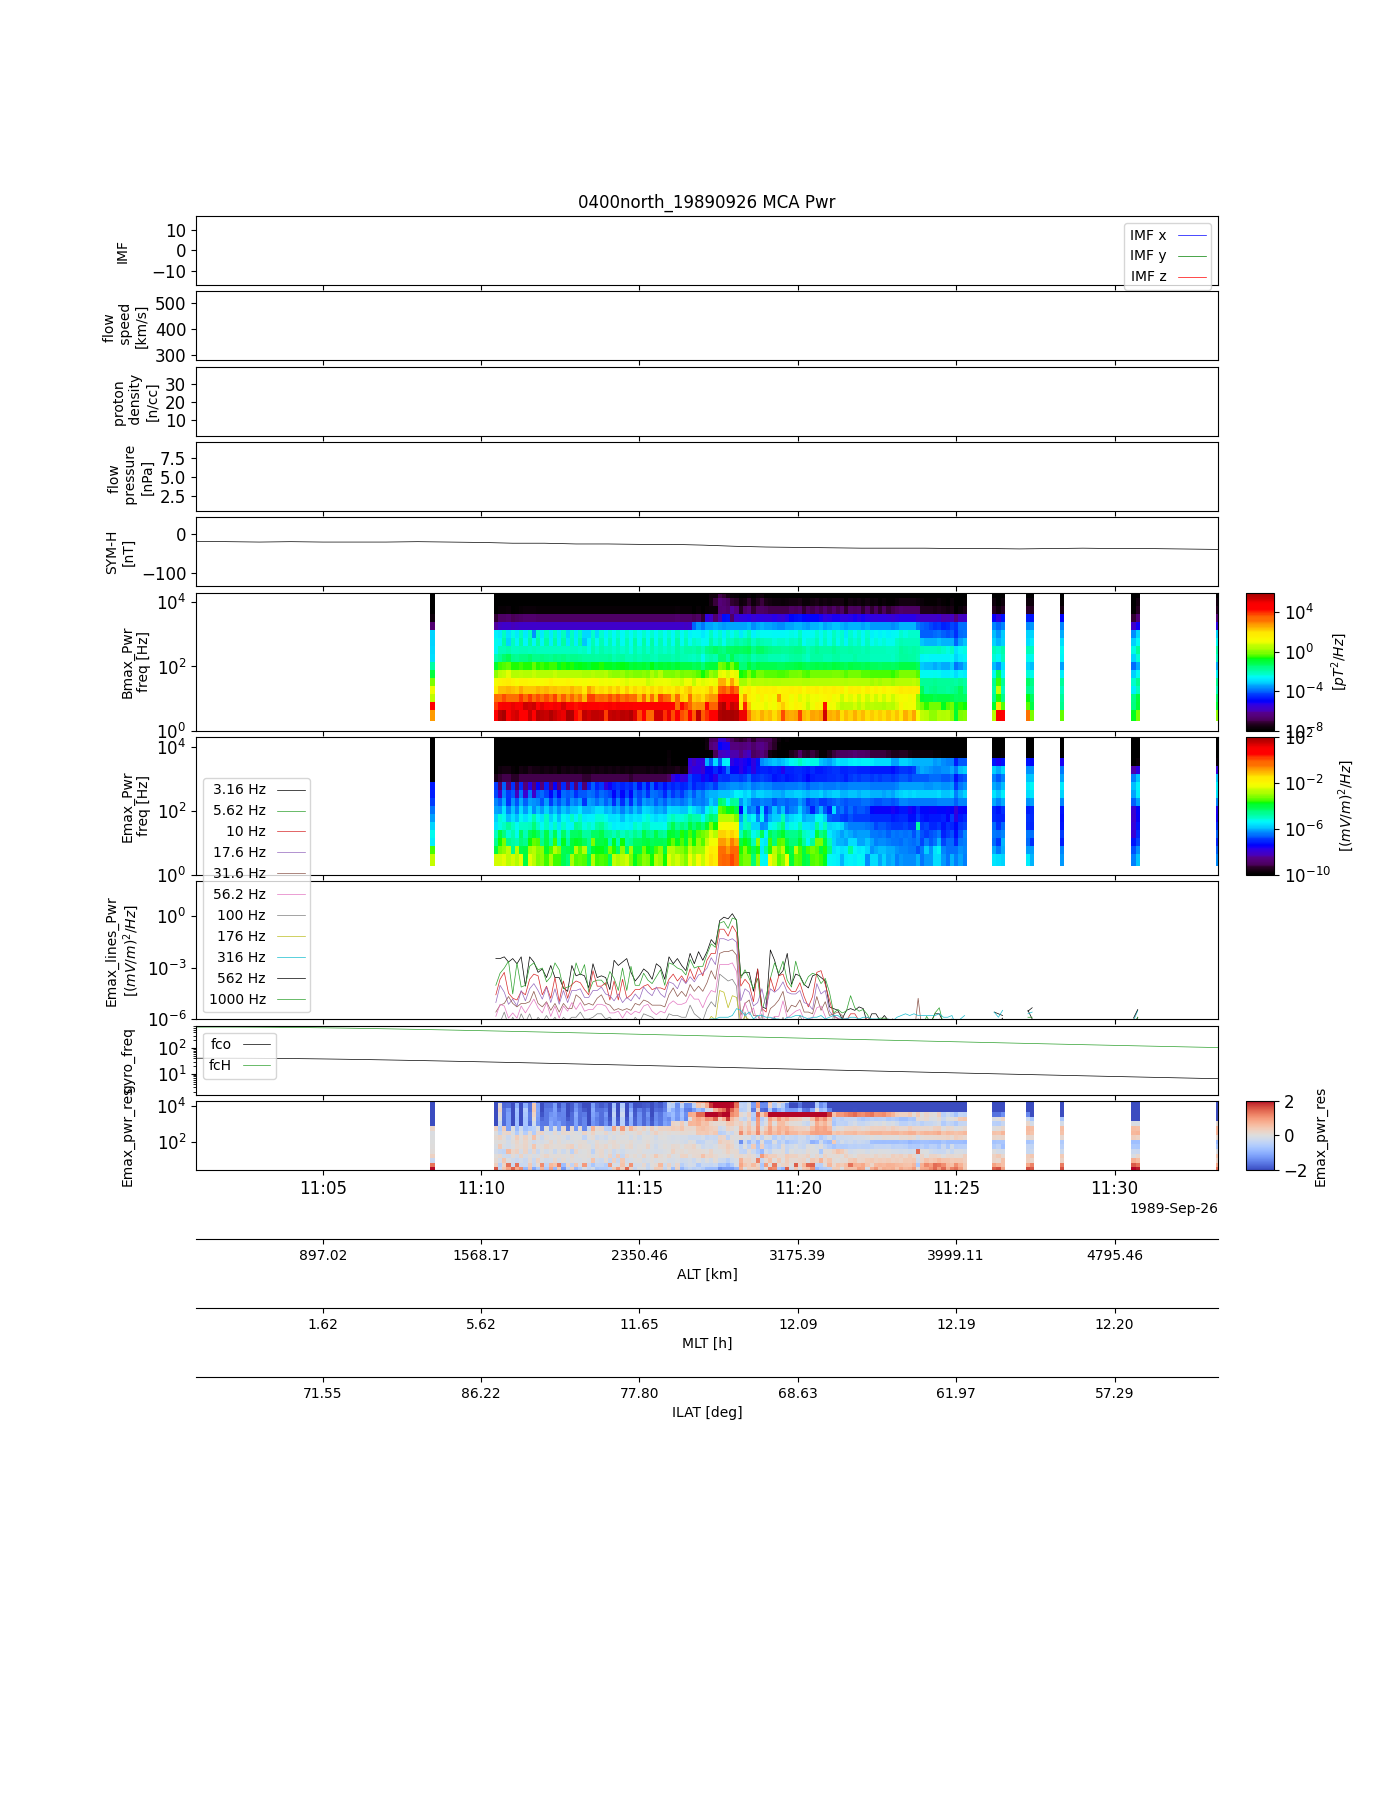 0400north_19890926 MCA Pwr
IMF
10
0
−10
IMF x
IMF y
IMF z
flow
speed
[km/s]
500
400
300
proton
density
[n/cc]
30
20
10
flow
pressure
[nPa]
7.5
5.0
2.5
SYM-H
[nT]
0
−100
Bmax_Pwr
freq [Hz]
10^4
10^2
10^0
10^4
10^0
10^-4
10^-8
[pT^2/Hz]
Emax_Pwr
freq [Hz]
10^4
10^2
10^0
10^2
10^-2
10^-6
10^-10
[(mV/m)^2/Hz]
3.16 Hz
5.62 Hz
10 Hz
17.6 Hz
31.6 Hz
56.2 Hz
100 Hz
176 Hz
316 Hz
562 Hz
1000 Hz
Emax_lines_Pwr
[(mV/m)^2/Hz]
10^0
10^-3
10^-6
gyro_freq
10^2
10^1
fco
fcH
Emax_pwr_res
10^4
10^2
2
0
−2
Emax_pwr_res
11:05 11:10 11:15 11:20 11:25 11:30
1989-Sep-26
897.02 1568.17 2350.46 3175.39 3999.11 4795.46
ALT [km]
1.62 5.62 11.65 12.09 12.19 12.20
MLT [h]
71.55 86.22 77.80 68.63 61.97 57.29
ILAT [deg]